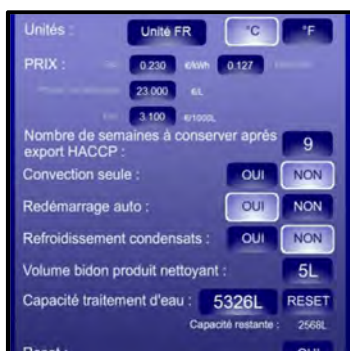 Unités : Unité FR °C °F
PRIX : 0.230 €/kWh 0.127
23.000 €/L
3.100 €/1000L
Nombre de semaines à conserver après
export HACCP : 9
Convection seule : OUI NON
Redémarrage auto : OUI NON
Refroidissement condensats : OUI NON
Volume bidon produit nettoyant : 5L
Capacité traitement d'eau : 5326L RESET
Capacité restante : 2568L
OUI